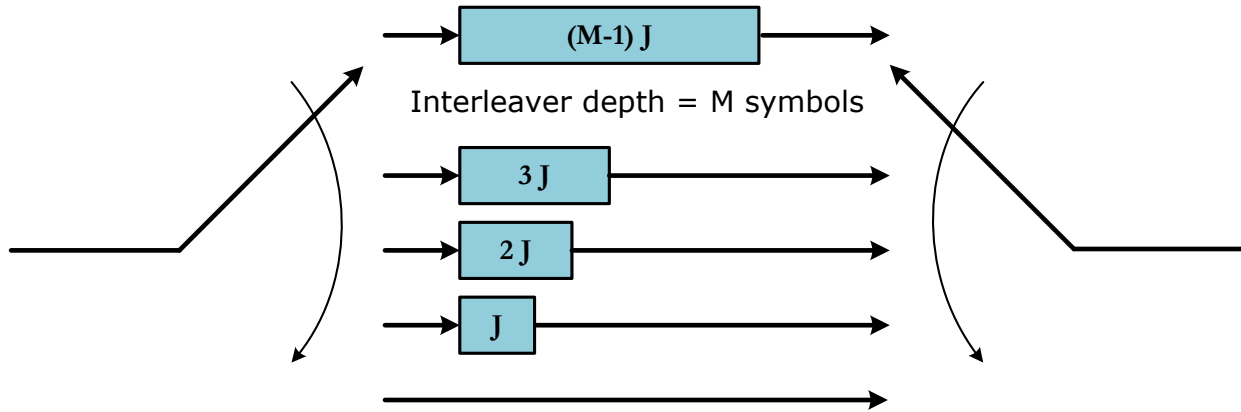 (M-1) J
Interleaver depth = M symbols
3 J
2 J
J